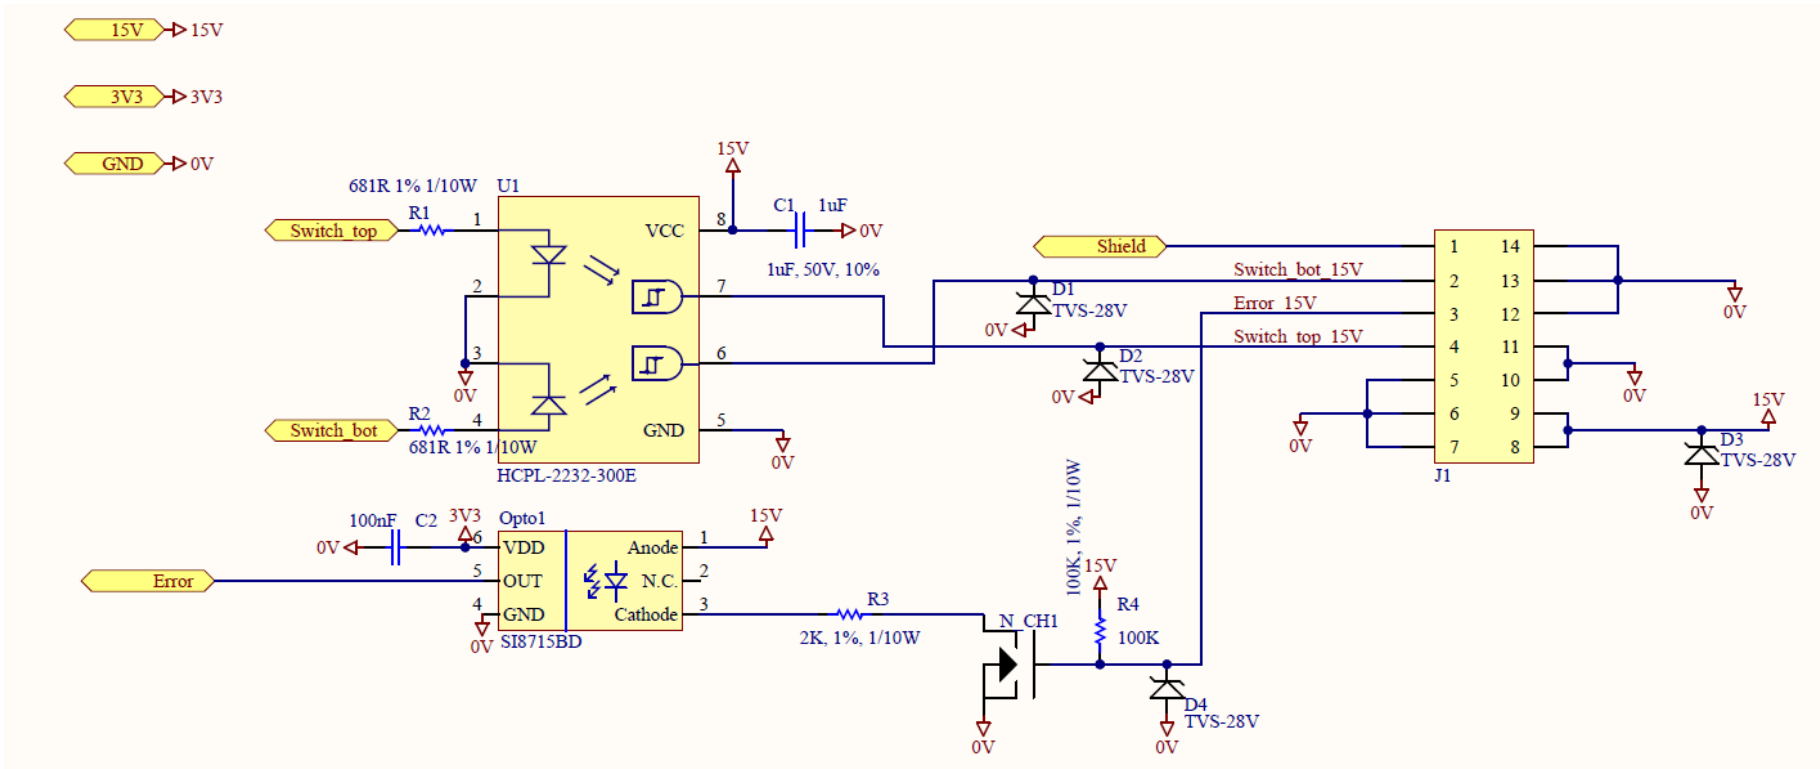 15V 15V
3V3 3V3
GND 0V
681R 1% 1/10W U1
Switch_top R1 1
2
3
0V
Switch_bot R2 4
681R 1% 1/10W
VCC 8
15V
C1 1uF
0V
1uF, 50V, 10%
7
6
GND 5
0V
HCPL-2232-300E
Shield
Switch_bot_15V
D1
TVS-28V
0V
Error_15V
Switch_top_15V
D2
TVS-28V
0V
1 14
2 13
3 12
4 11
5 10
6 9
7 8
J1
0V
0V
0V
15V
D3
TVS-28V
0V
100nF C2 3V3 Opto1
0V 6 VDD Anode 1 15V
Error 5 OUT N.C. 2
4 GND Cathode 3
0V SI8715BD
R3
2K, 1%, 1/10W
N_CH1
0V
100K, 1%, 1/10W
15V
R4
100K
D4
TVS-28V
0V